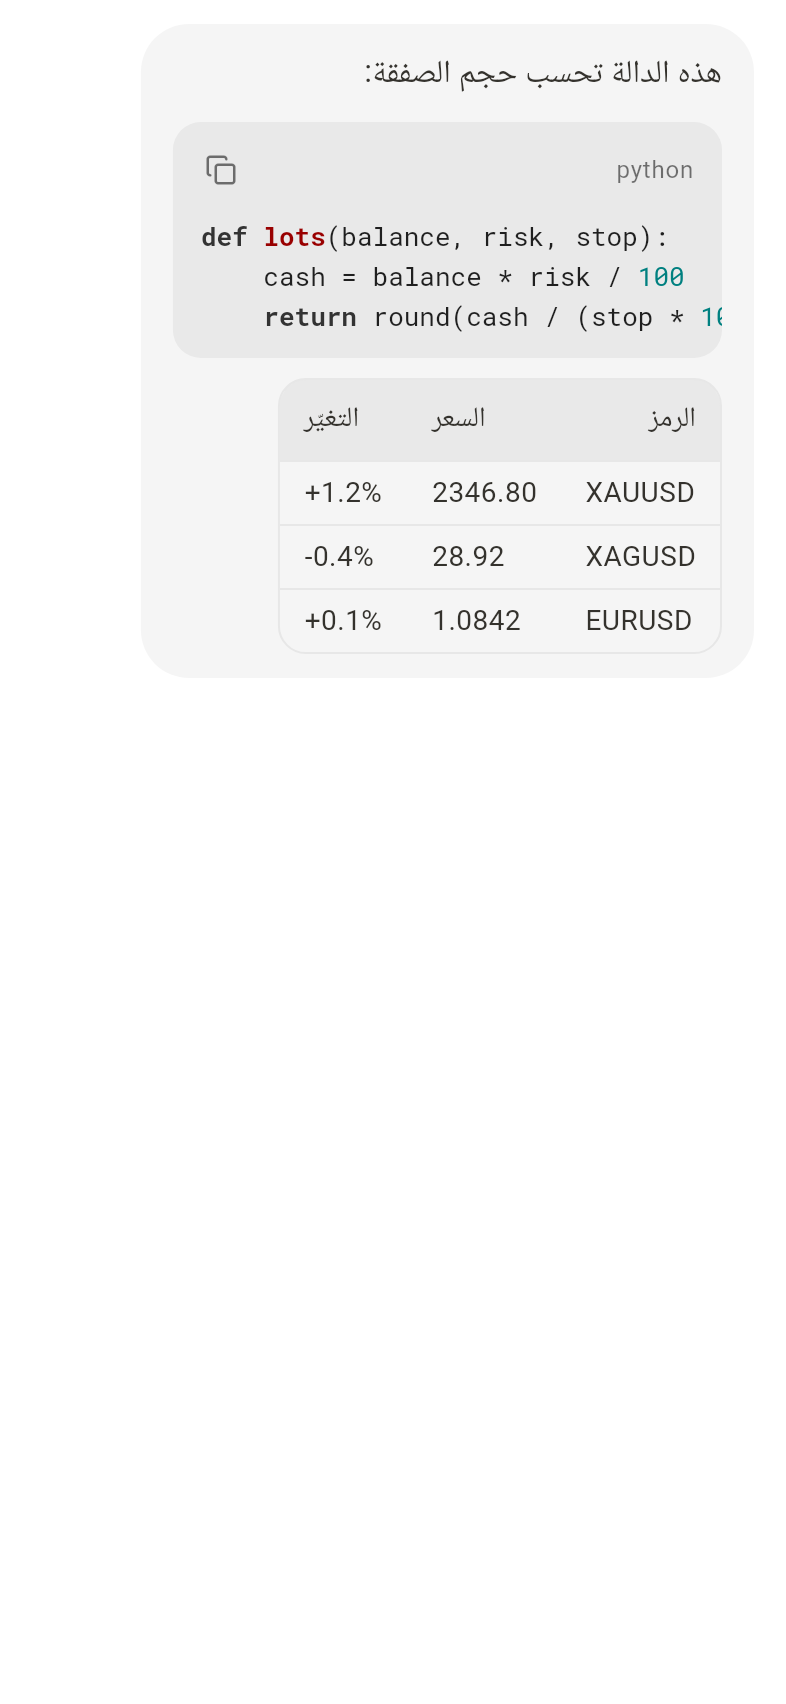 هذه الدالة تحسب حجم الصفقة:
python
def lots(balance, risk, stop):
    cash = balance * risk / 100
    return round(cash / (stop * 10
الرمز السعر التغيّر
XAUUSD 2346.80 +1.2%
XAGUSD 28.92 -0.4%
EURUSD 1.0842 +0.1%